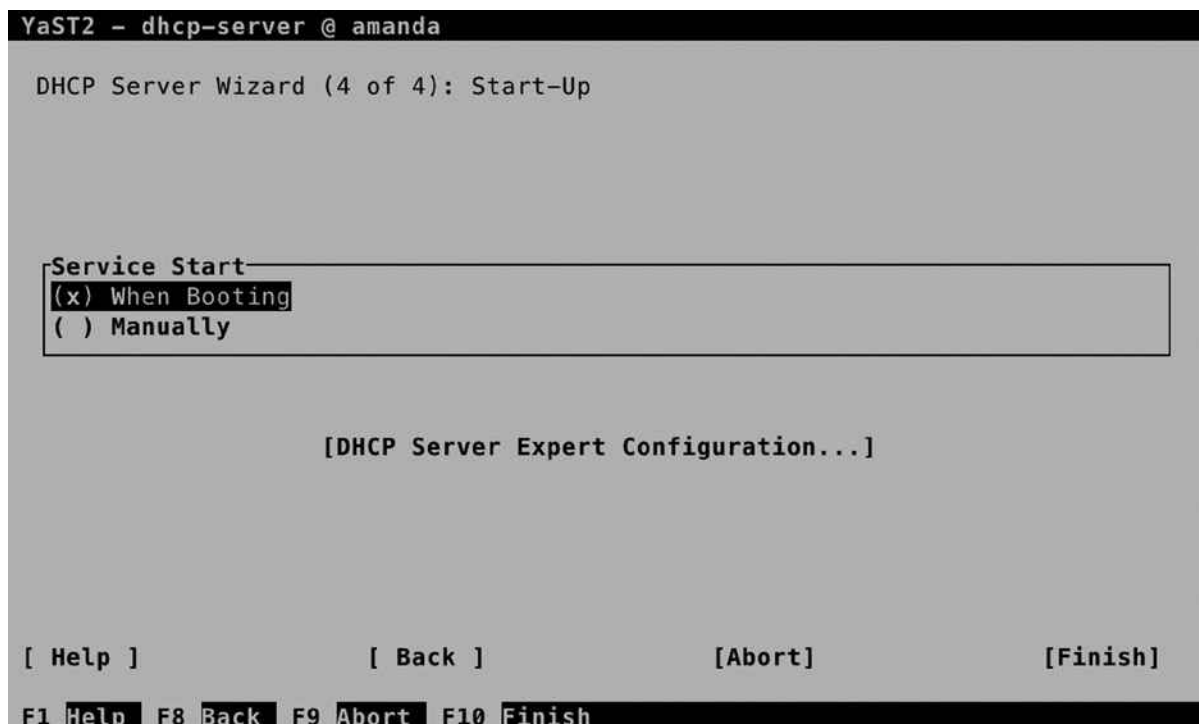 YaST2 – dhcp–server @ amanda
DHCP Server Wizard (4 of 4): Start–Up
Service Start
(x) When Booting
( ) Manually
[DHCP Server Expert Configuration...]
[ Help ] [ Back ] [Abort] [Finish]
F1 Help F8 Back F9 Abort F10 Finish